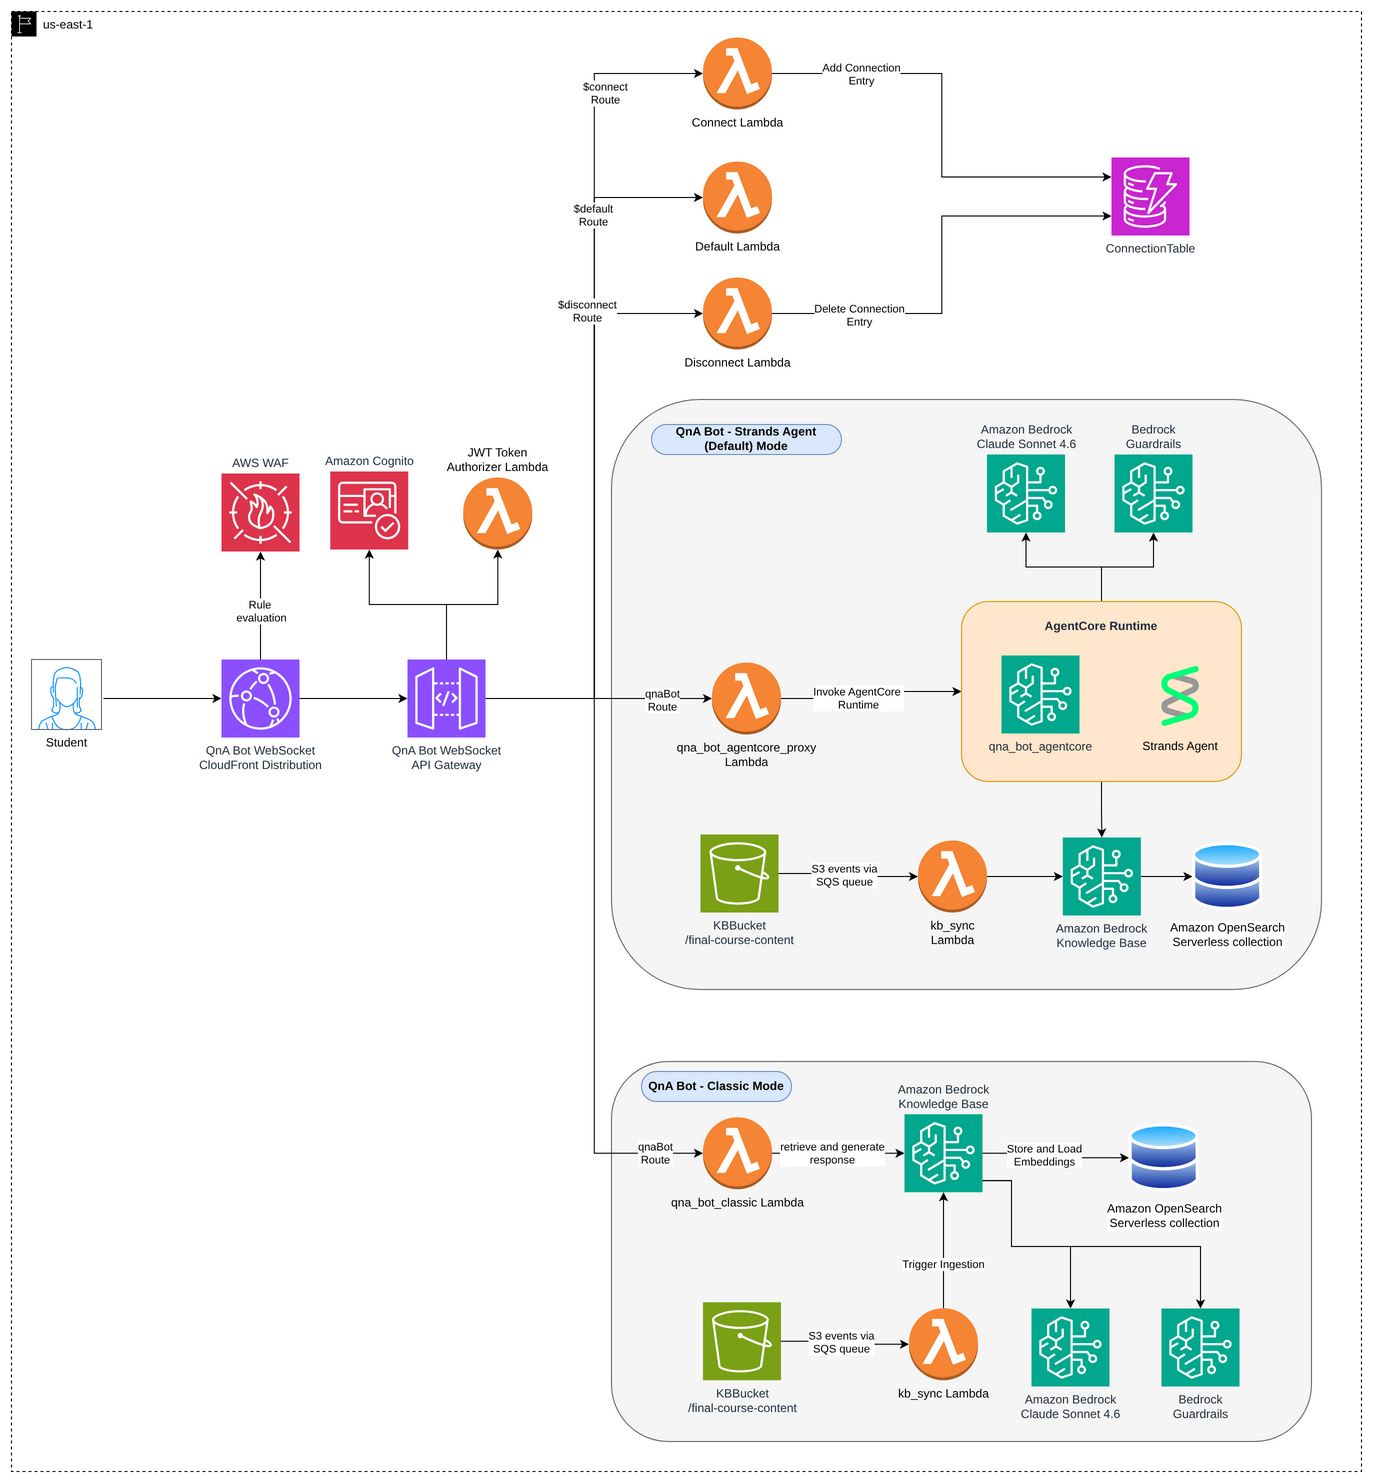 us-east-1
$connect
Route
Connect Lambda
Add Connection
Entry
$default
Route
Default Lambda
ConnectionTable
$disconnect
Route
Disconnect Lambda
Delete Connection
Entry
AWS WAF
Amazon Cognito
JWT Token
Authorizer Lambda
Rule
evaluation
Student
QnA Bot WebSocket
CloudFront Distribution
QnA Bot WebSocket
API Gateway
QnA Bot - Strands Agent
(Default) Mode
Amazon Bedrock
Claude Sonnet 4.6
Bedrock
Guardrails
qnaBot
Route
qna_bot_agentcore_proxy
Lambda
Invoke AgentCore
Runtime
AgentCore Runtime
qna_bot_agentcore
Strands Agent
KBBucket
/final-course-content
S3 events via
SQS queue
kb_sync
Lambda
Amazon Bedrock
Knowledge Base
Amazon OpenSearch
Serverless collection
QnA Bot - Classic Mode
qnaBot
Route
qna_bot_classic Lambda
retrieve and generate
response
Amazon Bedrock
Knowledge Base
Store and Load
Embeddings
Amazon OpenSearch
Serverless collection
Trigger Ingestion
KBBucket
/final-course-content
S3 events via
SQS queue
kb_sync Lambda
Amazon Bedrock
Claude Sonnet 4.6
Bedrock
Guardrails